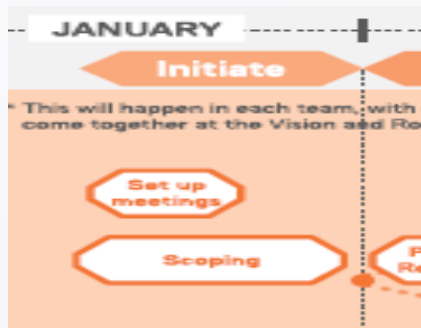 JANUARY
Initiate
* This will happen in each team, with
come together at the Vision and Ro
Set up
meetings
Scoping
P
Re